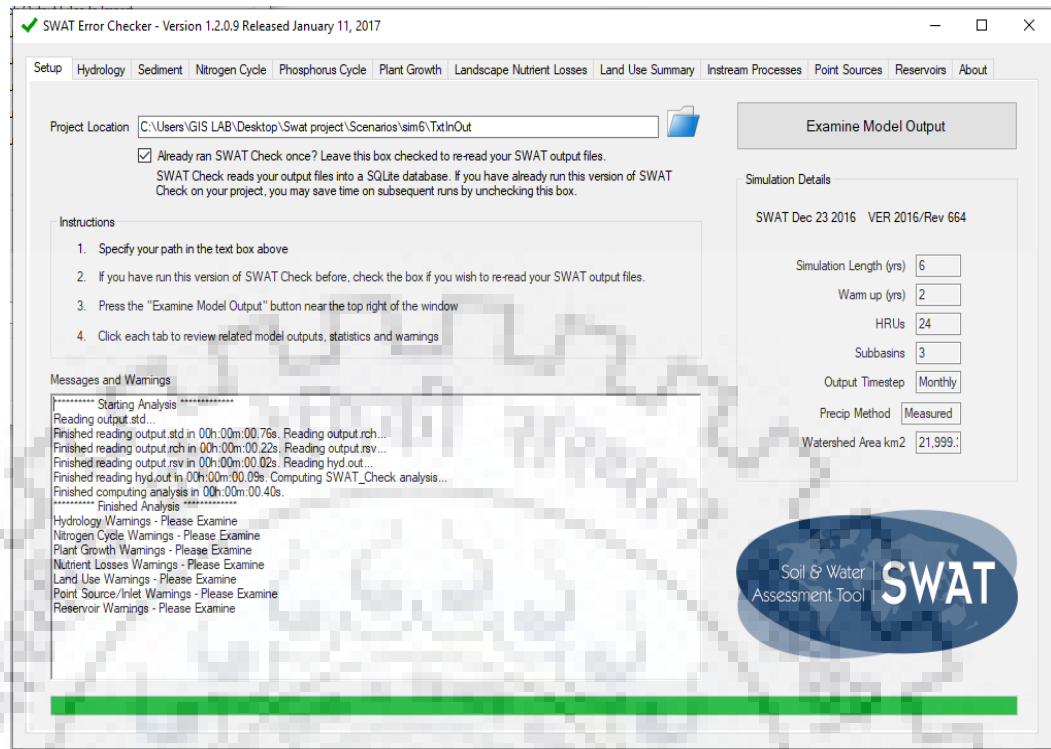 SWAT Error Checker - Version 1.2.0.9 Released January 11, 2017
Setup Hydrology Sediment Nitrogen Cycle Phosphorus Cycle Plant Growth Landscape Nutrient Losses Land Use Summary Instream Processes Point Sources Reservoirs About
Project Location C:\Users\GIS LAB\Desktop\Swat project\Scenarios\sim6\TxtInOut
Already ran SWAT Check once? Leave this box checked to re-read your SWAT output files.
SWAT Check reads your output files into a SQLite database. If you have already run this version of SWAT
Check on your project, you may save time on subsequent runs by unchecking this box.
Instructions
1. Specify your path in the text box above
2. If you have run this version of SWAT Check before, check the box if you wish to re-read your SWAT output files.
3. Press the "Examine Model Output" button near the top right of the window
4. Click each tab to review related model outputs, statistics and warnings
Messages and Warnings
********** Starting Analysis *************
Reading output.std...
Finished reading output.std in 00h:00m:00.76s. Reading output.rch...
Finished reading output.rch in 00h:00m:00.22s. Reading output.rsv...
Finished reading output.rsv in 00h:00m:00.02s. Reading hyd.out...
Finished reading hyd.out in 00h:00m:00.09s. Computing SWAT_Check analysis...
Finished computing analysis in 00h:00m:00.40s.
********** Finished Analysis *************
Hydrology Warnings - Please Examine
Nitrogen Cycle Warnings - Please Examine
Plant Growth Warnings - Please Examine
Nutrient Losses Warnings - Please Examine
Land Use Warnings - Please Examine
Point Source/Inlet Warnings - Please Examine
Reservoir Warnings - Please Examine
Examine Model Output
Simulation Details
SWAT Dec 23 2016 VER 2016/Rev 664
Simulation Length (yrs) 6
Warm up (yrs) 2
HRUs 24
Subbasins 3
Output Timestep Monthly
Precip Method Measured
Watershed Area km2 21,999.
Soil & Water
Assessment Tool
SWAT